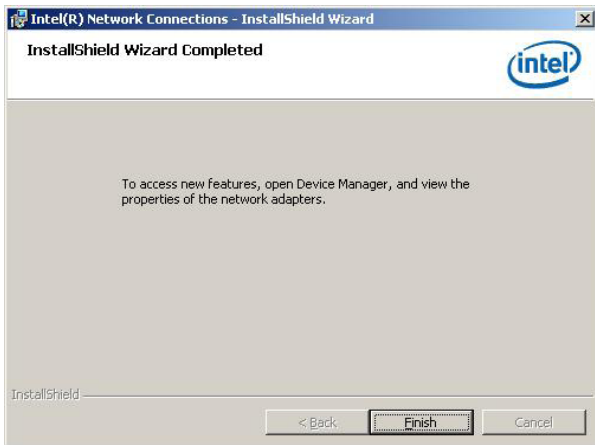 Intel(R) Network Connections - InstallShield Wizard
InstallShield Wizard Completed
intel
To access new features, open Device Manager, and view the
properties of the network adapters.
InstallShield
< Back
Finish
Cancel